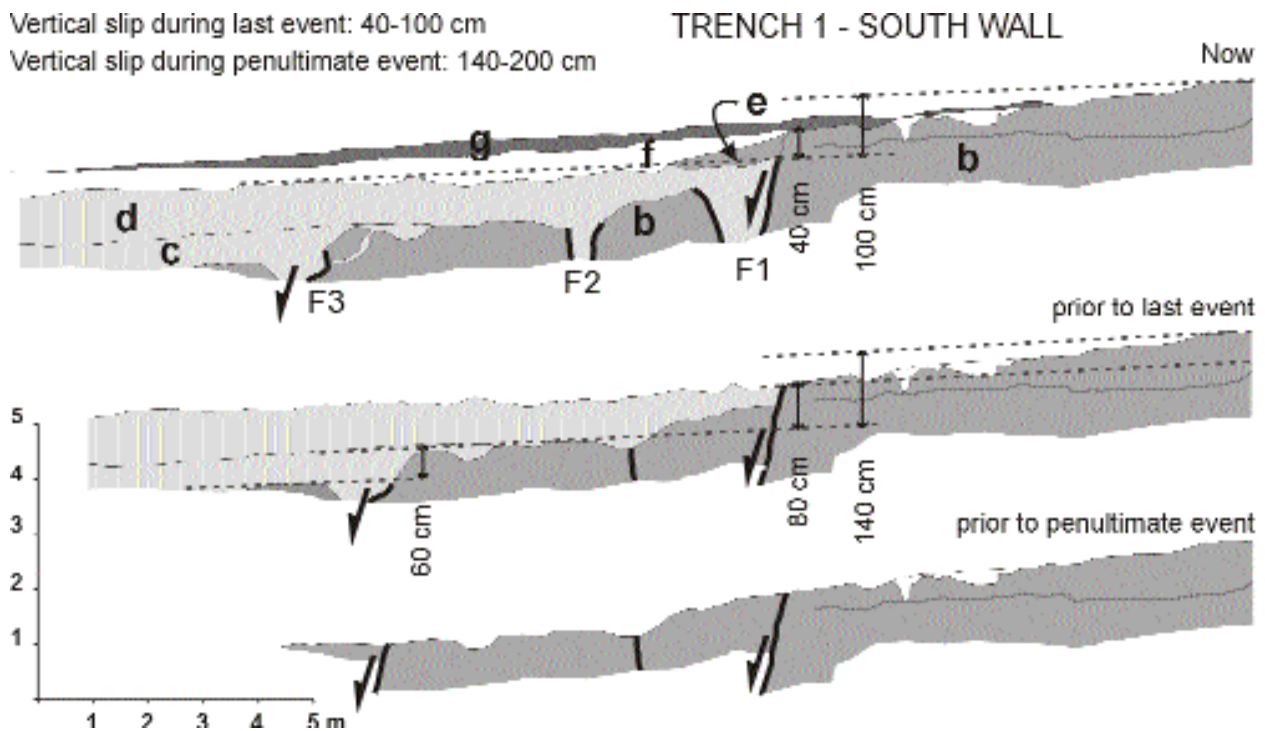 Vertical slip during last event: 40-100 cm
TRENCH 1 - SOUTH WALL
Vertical slip during penultimate event: 140-200 cm
Now
e
g
f
b
d
b
c
40 cm
100 cm
F3
F2
F1
prior to last event
5
4
3
2
1
60 cm
80 cm
140 cm
prior to penultimate event
1 2 3 4 5 m